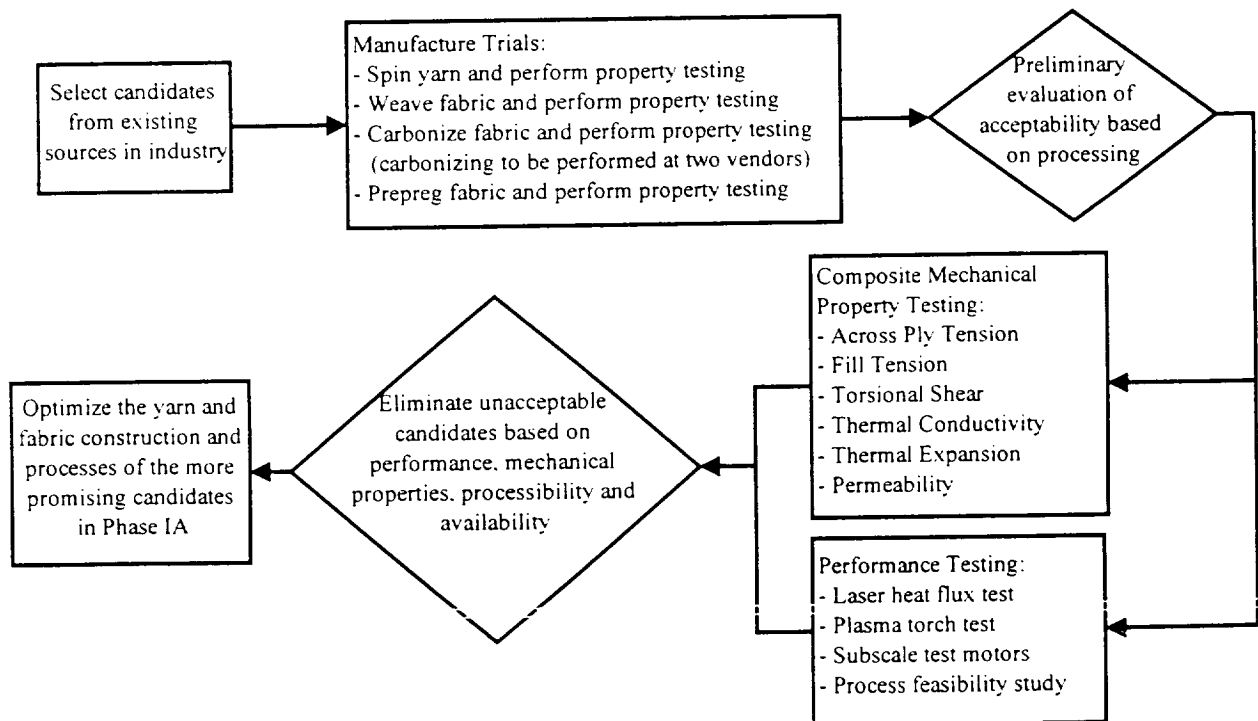 Select candidates
from existing
sources in industry
Manufacture Trials:
- Spin yarn and perform property testing
- Weave fabric and perform property testing
- Carbonize fabric and perform property testing
(carbonizing to be performed at two vendors)
- Prepreg fabric and perform property testing
Preliminary
evaluation of
acceptability based
on processing
Composite Mechanical
Property Testing:
- Across Ply Tension
- Fill Tension
- Torsional Shear
- Thermal Conductivity
- Thermal Expansion
- Permeability
Performance Testing:
- Laser heat flux test
- Plasma torch test
- Subscale test motors
- Process feasibility study
Eliminate unacceptable
candidates based on
performance, mechanical
properties, processibility and
availability
Optimize the yarn and
fabric construction and
processes of the more
promising candidates
in Phase IA